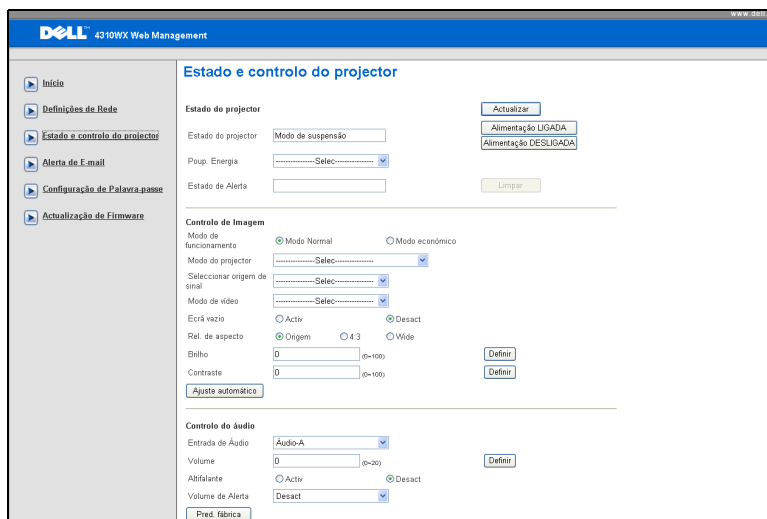 www.dell.
DELL™ 4310WX Web Management
Início
Definições de Rede
Estado e controlo do projector
Alerta de E-mail
Configuração de Palavra-passe
Actualização de Firmware
Estado e controlo do projector
Estado do projector
Actualizar
Alimentação LIGADA
Estado do projector Modo de suspensão
Alimentação DESLIGADA
Poup. Energia ---------------Selec---------------
Estado de Alerta
Limpar
Controlo de Imagem
Modo de
funcionamento
Modo Normal Modo económico
Modo do projector ---------------Selec---------------
Seleccionar origem de
sinal
---------------Selec---------------
Modo de vídeo ---------------Selec---------------
Ecrã vazio Activ Desact
Rel. de aspecto Origem 4:3 Wide
Brilho 0 (0~100) Definir
Contraste 0 (0~100) Definir
Ajuste automático
Controlo do áudio
Entrada de Áudio Áudio-A
Volume 0 (0~20) Definir
Altifalante Activ Desact
Volume de Alerta Desact
Pred. fábrica